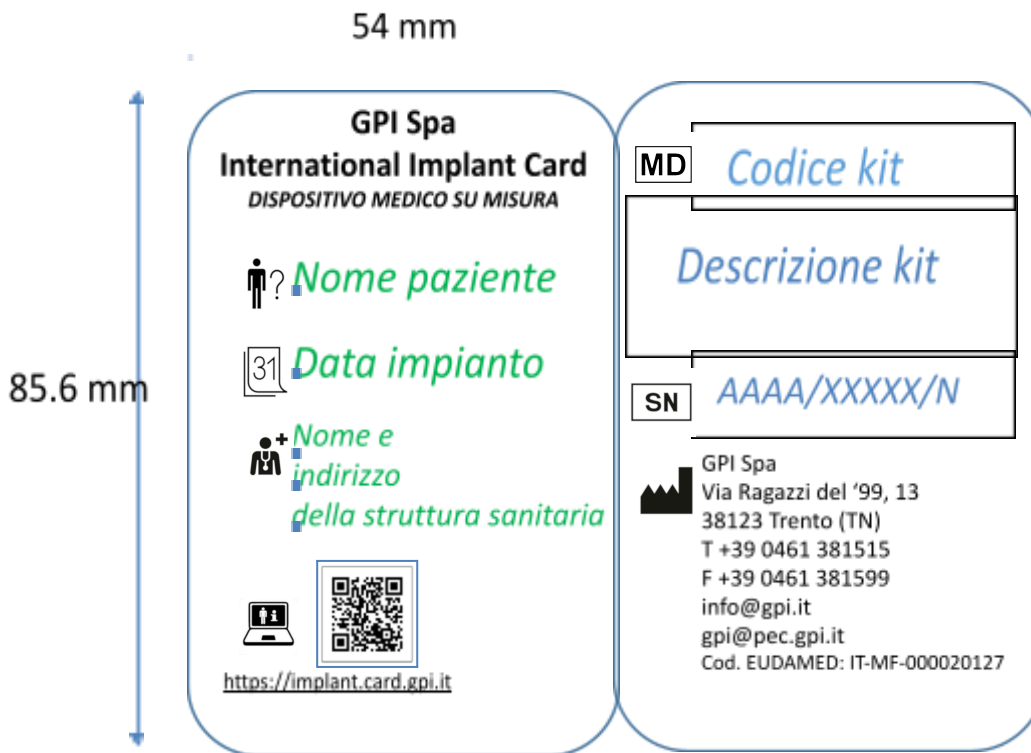 54 mm
85.6 mm
GPI Spa
International Implant Card
DISPOSITIVO MEDICO SU MISURA
?
Nome paziente
31
Data impianto
Nome e
indirizzo
della struttura sanitaria
https://implant.card.gpi.it
MD
Codice kit
Descrizione kit
SN
AAAA/XXXXX/N
GPI Spa
Via Ragazzi del ‘99, 13
38123 Trento (TN)
T +39 0461 381515
F +39 0461 381599
info@gpi.it
gpi@pec.gpi.it
Cod. EUDAMED: IT-MF-000020127